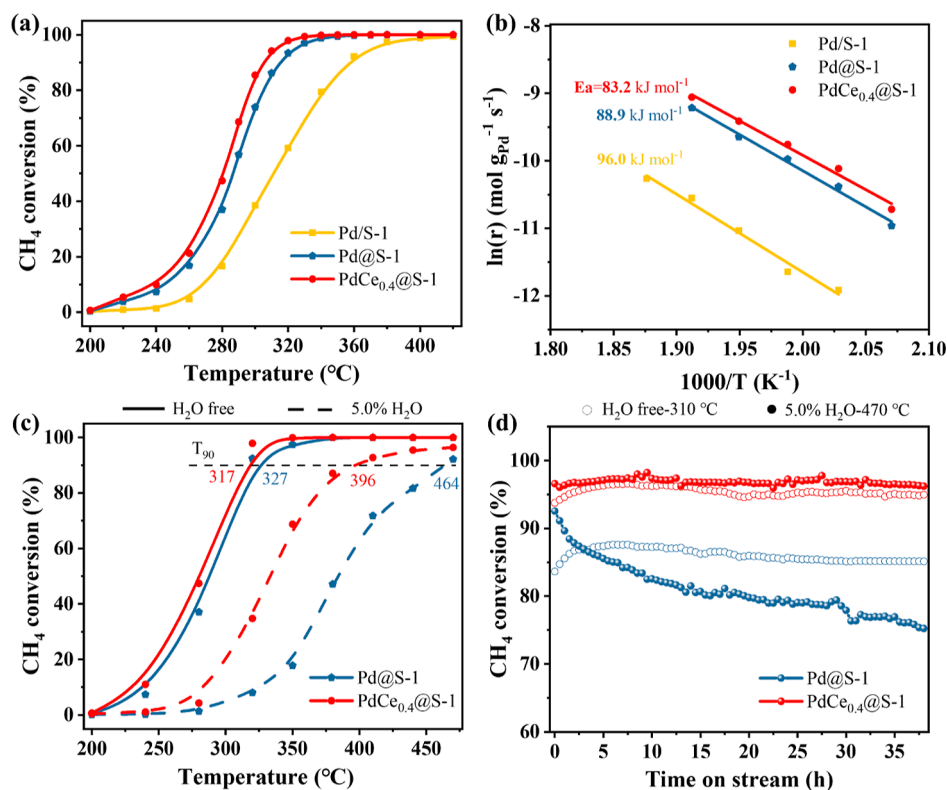 (a)
CH₄ conversion (%)
100
80
60
40
20
0
Pd/S-1
Pd@S-1
PdCe₀.₄@S-1
200 240 280 320 360 400
Temperature (℃)
(b)
ln(r) (mol g_Pd⁻¹ s⁻¹)
-8
-9
-10
-11
-12
Pd/S-1
Pd@S-1
PdCe₀.₄@S-1
Ea=83.2 kJ mol⁻¹
88.9 kJ mol⁻¹
96.0 kJ mol⁻¹
1.80 1.85 1.90 1.95 2.00 2.05 2.10
1000/T (K⁻¹)
(c)
H₂O free 5.0% H₂O
CH₄ conversion (%)
100
80
60
40
20
0
T₉₀
317 327 396 464
Pd@S-1
PdCe₀.₄@S-1
200 250 300 350 400 450
Temperature (℃)
(d)
H₂O free-310 ℃ 5.0% H₂O-470 ℃
CH₄ conversion (%)
100
90
80
70
60
Pd@S-1
PdCe₀.₄@S-1
0 5 10 15 20 25 30 35
Time on stream (h)